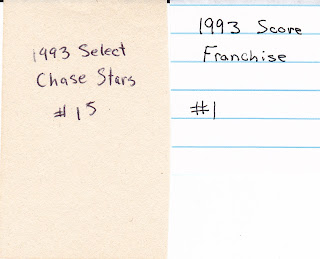 1993 Select
Chase Stars
#15
1993 Score
Franchise
#1